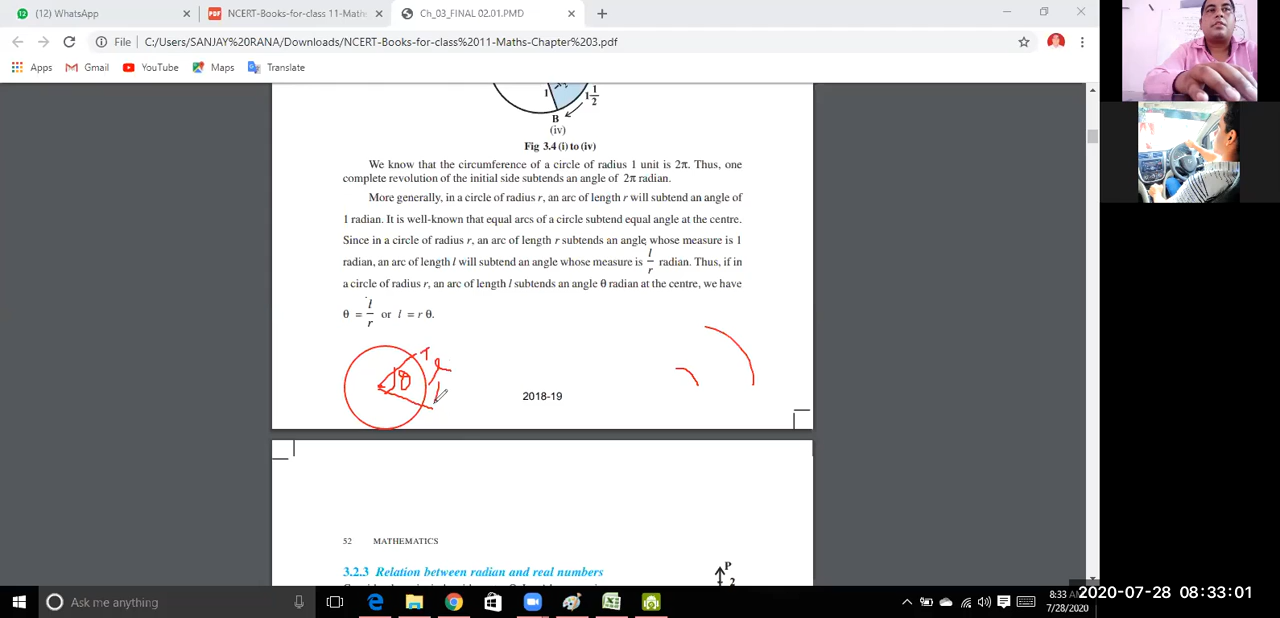 (12) WhatsApp
NCERT-Books-for-class 11-Math
Ch_03_FINAL 02.01.PMD
File
C:/Users/SANJAY%20RANA/Downloads/NCERT-Books-for-class%2011-Maths-Chapter%203.pdf
Apps
Gmail
YouTube
Maps
Translate
1
1 1/2
B
(iv)
Fig 3.4 (i) to (iv)
We know that the circumference of a circle of radius 1 unit is 2π. Thus, one
complete revolution of the initial side subtends an angle of 2π radian.
More generally, in a circle of radius r, an arc of length r will subtend an angle of
1 radian. It is well-known that equal arcs of a circle subtend equal angle at the centre.
Since in a circle of radius r, an arc of length r subtends an angle whose measure is 1
radian, an arc of length l will subtend an angle whose measure is l/r radian. Thus, if in
a circle of radius r, an arc of length l subtends an angle θ radian at the centre, we have
θ = l/r or l = r θ.
θ
l
2018-19
52 MATHEMATICS
3.2.3 Relation between radian and real numbers
P
2
Ask me anything
8:33 AM
7/28/2020
2020-07-28 08:33:01